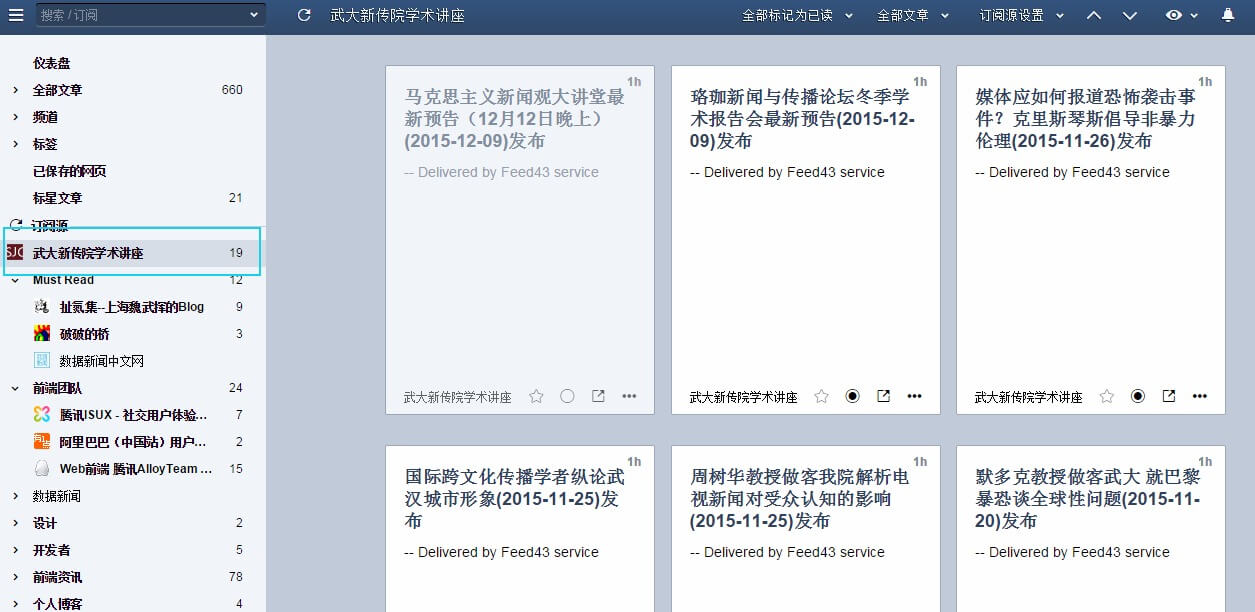 搜索 / 订阅
武大新传院学术讲座
全部标记为已读
全部文章
订阅源设置
仪表盘
全部文章 660
频道
标签
已保存的网页
标星文章 21
订阅源
SJC 武大新传院学术讲座 19
Must Read 12
扯氮集--上海魏武挥的Blog 9
破破的桥 3
数据新闻中文网
前端团队 24
腾讯ISUX - 社交用户体验... 7
阿里巴巴（中国站）用户... 2
Web前端 腾讯AlloyTeam ... 15
数据新闻
设计 2
开发者 5
前端资讯 78
个人博客 4
1h
马克思主义新闻观大讲堂最
新预告（12月12日晚上）
(2015-12-09)发布
-- Delivered by Feed43 service
武大新传院学术讲座
1h
珞珈新闻与传播论坛冬季学
术报告会最新预告(2015-12-
09)发布
-- Delivered by Feed43 service
武大新传院学术讲座
1h
媒体应如何报道恐怖袭击事
件？克里斯琴斯倡导非暴力
伦理(2015-11-26)发布
-- Delivered by Feed43 service
武大新传院学术讲座
1h
国际跨文化传播学者纵论武
汉城市形象(2015-11-25)发
布
-- Delivered by Feed43 service
1h
周树华教授做客我院解析电
视新闻对受众认知的影响
(2015-11-25)发布
-- Delivered by Feed43 service
1h
默多克教授做客武大 就巴黎
暴恐谈全球性问题(2015-11-
20)发布
-- Delivered by Feed43 service